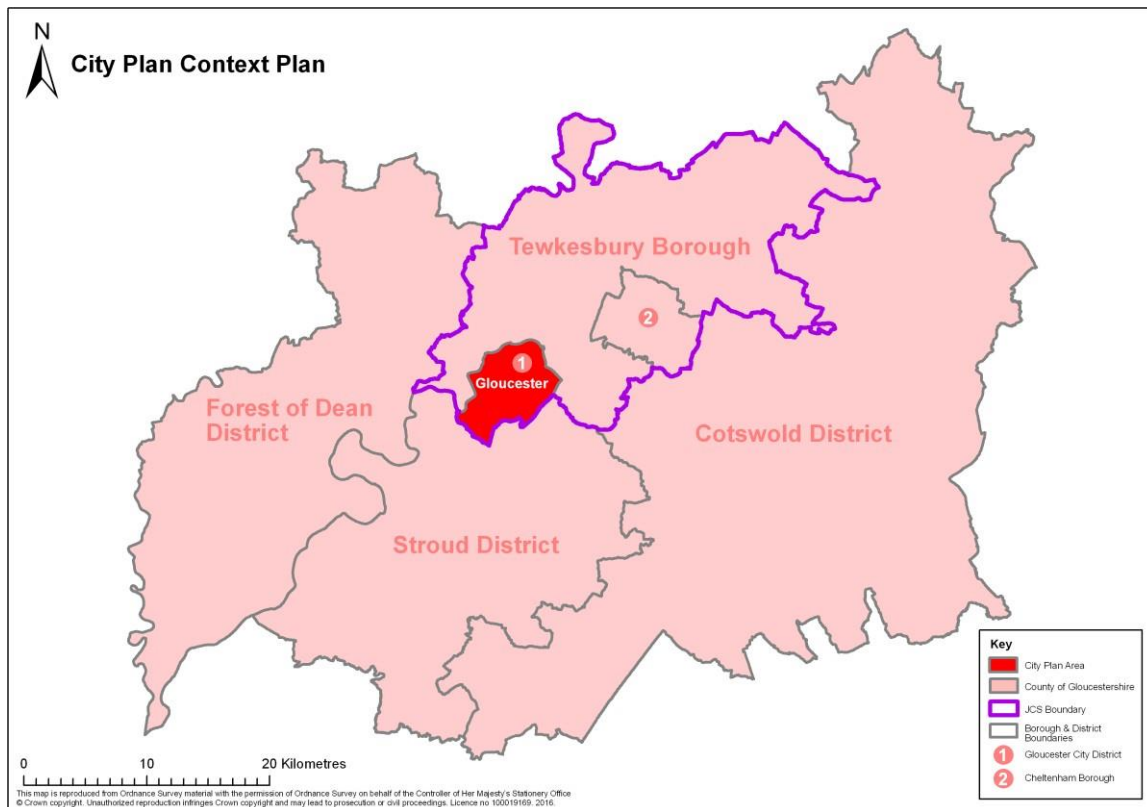 N
City Plan Context Plan
Tewkesbury Borough
2
1
Gloucester
Forest of Dean
District
Cotswold District
Stroud District
Key
City Plan Area
County of Gloucestershire
JCS Boundary
Borough & District
Boundaries
1 Gloucester City District
2 Cheltenham Borough
0 10 20 Kilometres
This map is reproduced from Ordnance Survey material with the permission of Ordnance Survey on behalf of the Controller of Her Majesty's Stationery Office
© Crown copyright. Unauthorized reproduction infringes Crown copyright and may lead to prosecution or civil proceedings. Licence no 100019169. 2016.